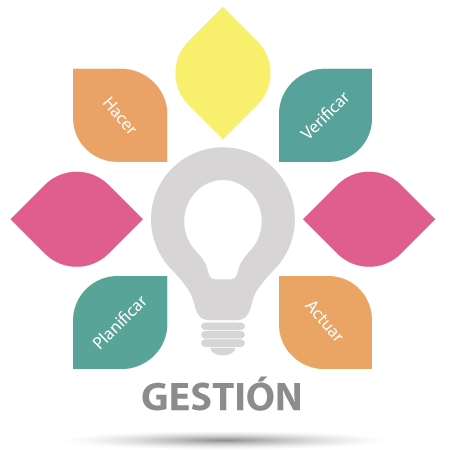 Hacer
Verificar
Planificar
Actuar
GESTIÓN